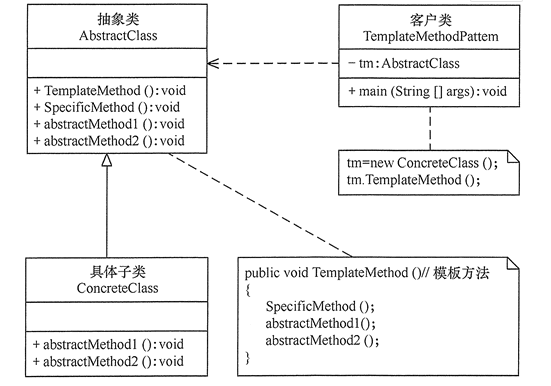 抽象类
AbstractClass
+ TemplateMethod ():void
+ SpecificMethod ():void
+ abstractMethod1 ():void
+ abstractMethod2 ():void
客户类
TemplateMethodPattem
− tm:AbstractClass
+ main (String [] args):void
tm=new ConcreteClass ();
tm.TemplateMethod ();
具体子类
ConcreteClass
+ abstractMethod1 ():void
+ abstractMethod2 ():void
public void TemplateMethod ()// 模板方法
{
SpecificMethod ();
abstractMethod1();
abstractMethod2 ();
}